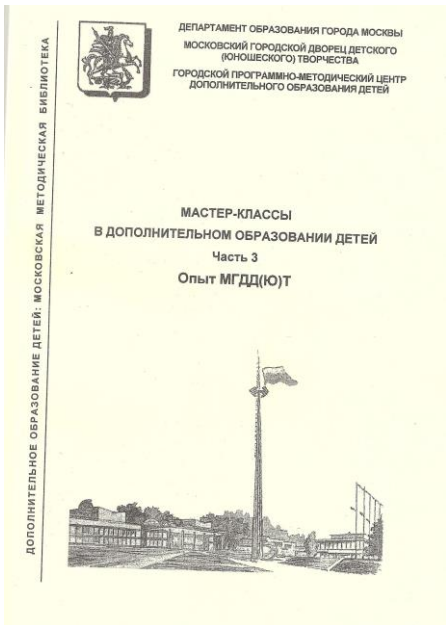 ДЕПАРТАМЕНТ ОБРАЗОВАНИЯ ГОРОДА МОСКВЫ
МОСКОВСКИЙ ГОРОДСКОЙ ДВОРЕЦ ДЕТСКОГО
(ЮНОШЕСКОГО) ТВОРЧЕСТВА
ГОРОДСКОЙ ПРОГРАММНО-МЕТОДИЧЕСКИЙ ЦЕНТР
ДОПОЛНИТЕЛЬНОГО ОБРАЗОВАНИЯ ДЕТЕЙ
ДОПОЛНИТЕЛЬНОЕ ОБРАЗОВАНИЕ ДЕТЕЙ: МОСКОВСКАЯ МЕТОДИЧЕСКАЯ БИБЛИОТЕКА
МАСТЕР-КЛАССЫ
В ДОПОЛНИТЕЛЬНОМ ОБРАЗОВАНИИ ДЕТЕЙ
Часть 3
Опыт МГДД(Ю)Т